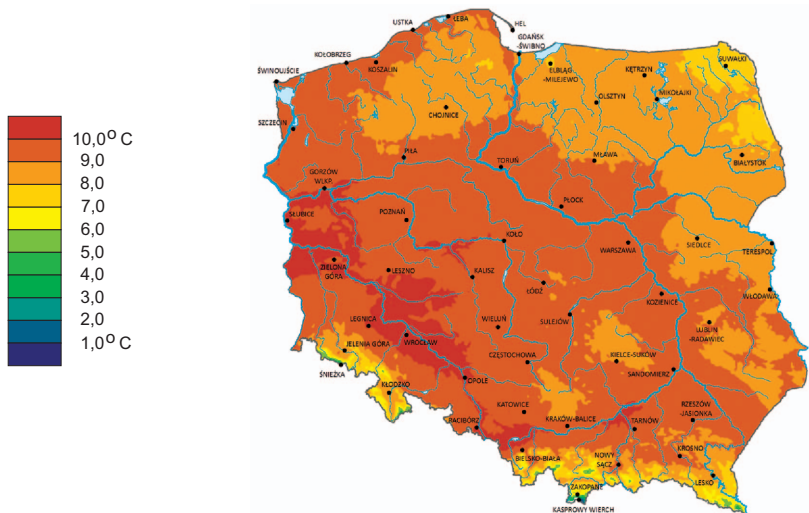 10,0° C
9,0
8,0
7,0
6,0
5,0
4,0
3,0
2,0
1,0° C
ŁEBA
HEL
USTKA
GDAŃSK
-ŚWIBNO
KOŁOBRZEG
KOSZALIN
ŚWINOUJŚCIE
ELBLĄG
-MILEJEWO
KĘTRZYN
SUWAŁKI
OLSZTYN
MIKOŁAJKI
CHOJNICE
SZCZECIN
PIŁA
TORUŃ
MŁAWA
BIAŁYSTOK
GORZÓW
WLKP.
SŁUBICE
POZNAŃ
PŁOCK
KOŁO
WARSZAWA
SIEDLCE
TERESPOL
ZIELONA
GÓRA
LESZNO
KALISZ
ŁÓDŹ
KOZIENICE
WŁODAWA
LEGNICA
WROCŁAW
WIELUŃ
SULEJÓW
LUBLIN
-RADAWIEC
JELENIA GÓRA
ŚNIEŻKA
KŁODZKO
OPOLE
CZĘSTOCHOWA
KIELCE-SUKÓW
SANDOMIERZ
KATOWICE
RACIBÓRZ
KRAKÓW-BALICE
TARNÓW
RZESZÓW
-JASIONKA
BIELSKO-BIAŁA
NOWY
SĄCZ
KROSNO
LESKO
ZAKOPANE
KASPROWY WIERCH